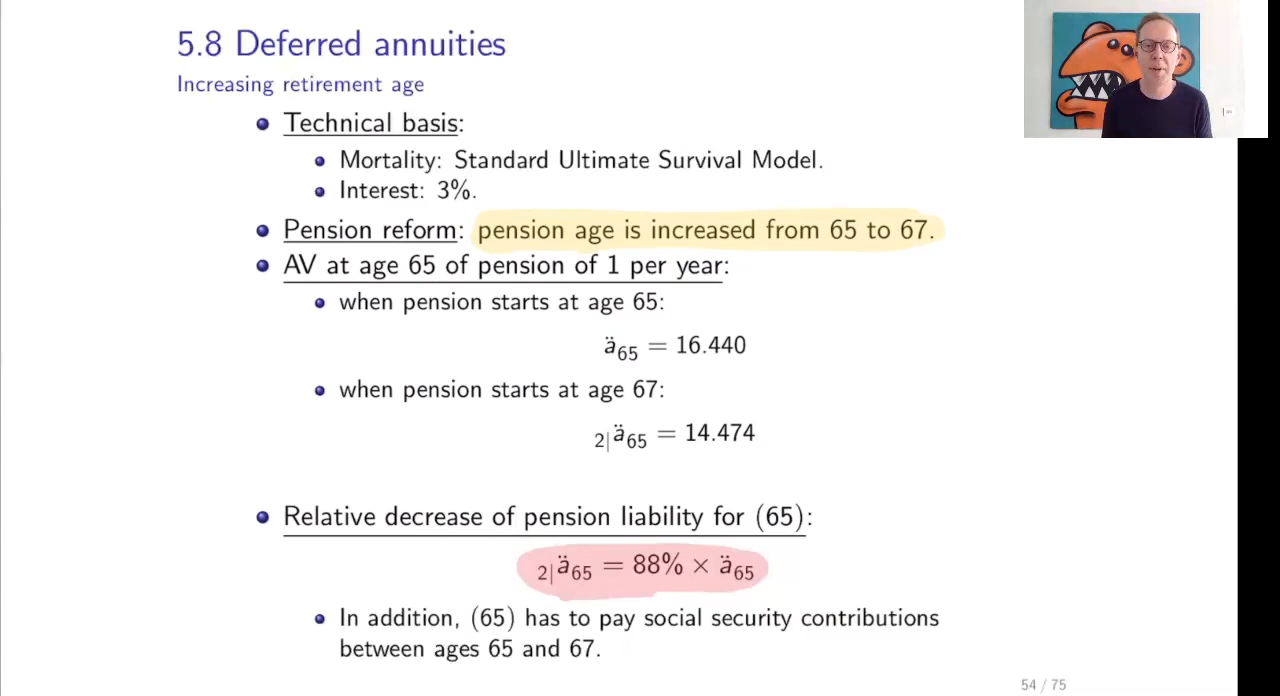 5.8 Deferred annuities
Increasing retirement age
Technical basis:
Mortality: Standard Ultimate Survival Model.
Interest: 3%.
Pension reform: pension age is increased from 65 to 67.
AV at age 65 of pension of 1 per year:
when pension starts at age 65:
ä65 = 16.440
when pension starts at age 67:
2|ä65 = 14.474
Relative decrease of pension liability for (65):
2|ä65 = 88% × ä65
In addition, (65) has to pay social security contributions
between ages 65 and 67.
54 / 75